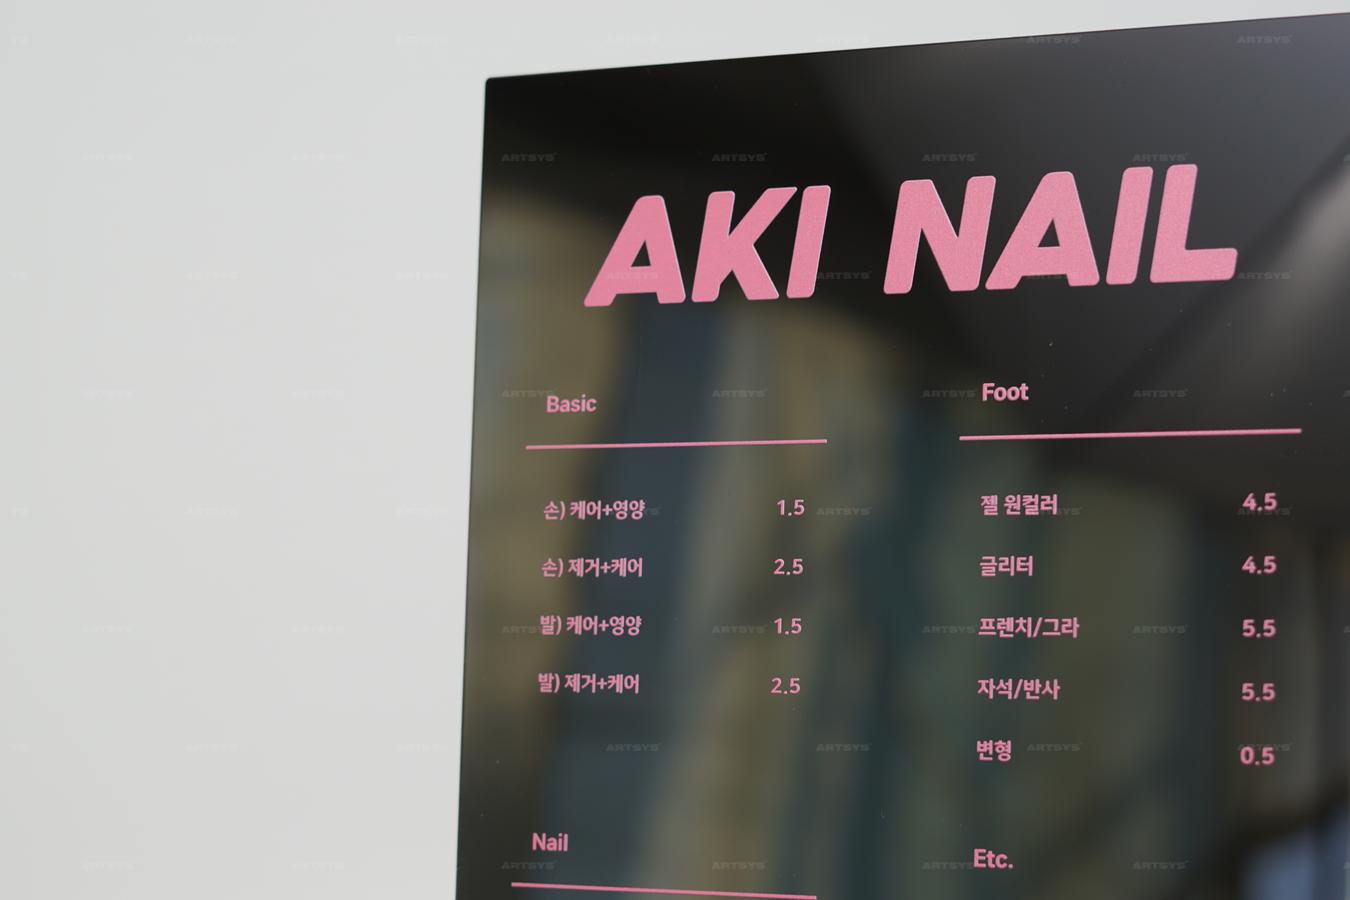 AKI NAIL
Basic
손) 케어+영양 1.5
손) 제거+케어 2.5
발) 케어+영양 1.5
발) 제거+케어 2.5
Foot
젤 원컬러 4.5
글리터 4.5
프렌치/그라 5.5
자석/반사 5.5
변형 0.5
Nail
Etc.
ARTSYS